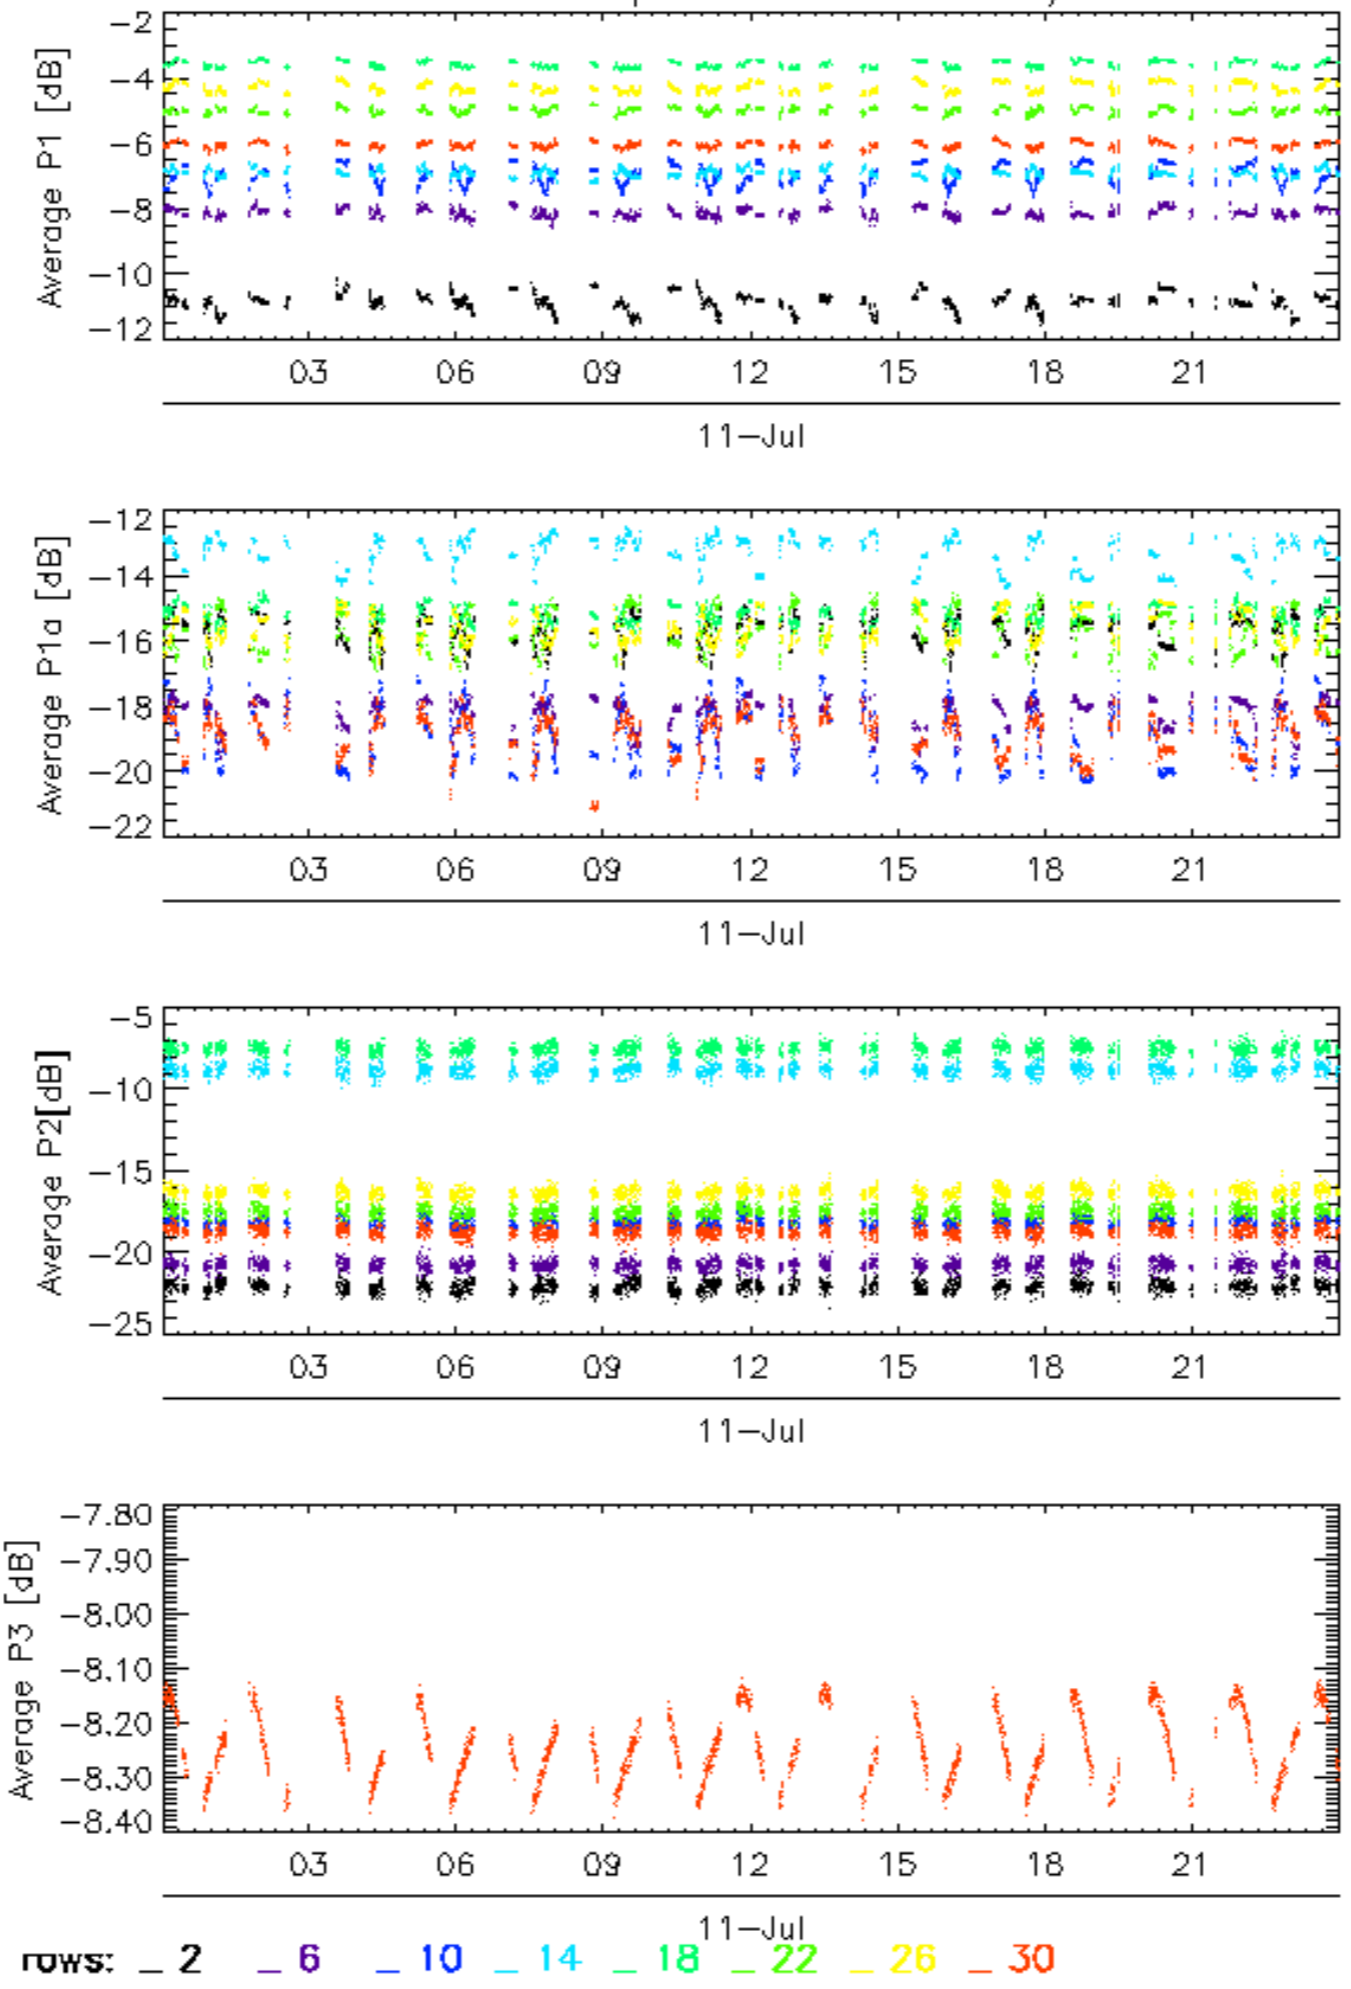 Average P1 [dB]
−2
−4
−6
−8
−10
−12
03 06 09 12 15 18 21
11−Jul
Average P1a [dB]
−12
−14
−16
−18
−20
−22
03 06 09 12 15 18 21
11−Jul
Average P2[dB]
−5
−10
−15
−20
−25
03 06 09 12 15 18 21
11−Jul
Average P3 [dB]
−7.80
−7.90
−8.00
−8.10
−8.20
−8.30
−8.40
03 06 09 12 15 18 21
11−Jul
rows: _ 2 _ 6 _ 10 _ 14 _ 18 _ 22 _ 26 _ 30